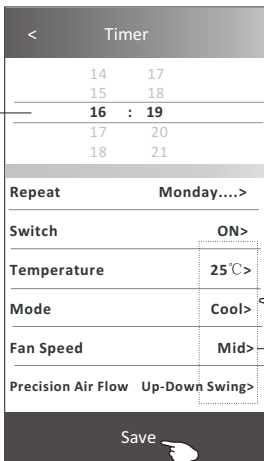 < Timer
14 17
15 18
16 : 19
17 20
18 21
Repeat Monday....>
Switch ON>
Temperature 25℃>
Mode Cool>
Fan Speed Mid>
Precision Air Flow Up-Down Swing>
Save